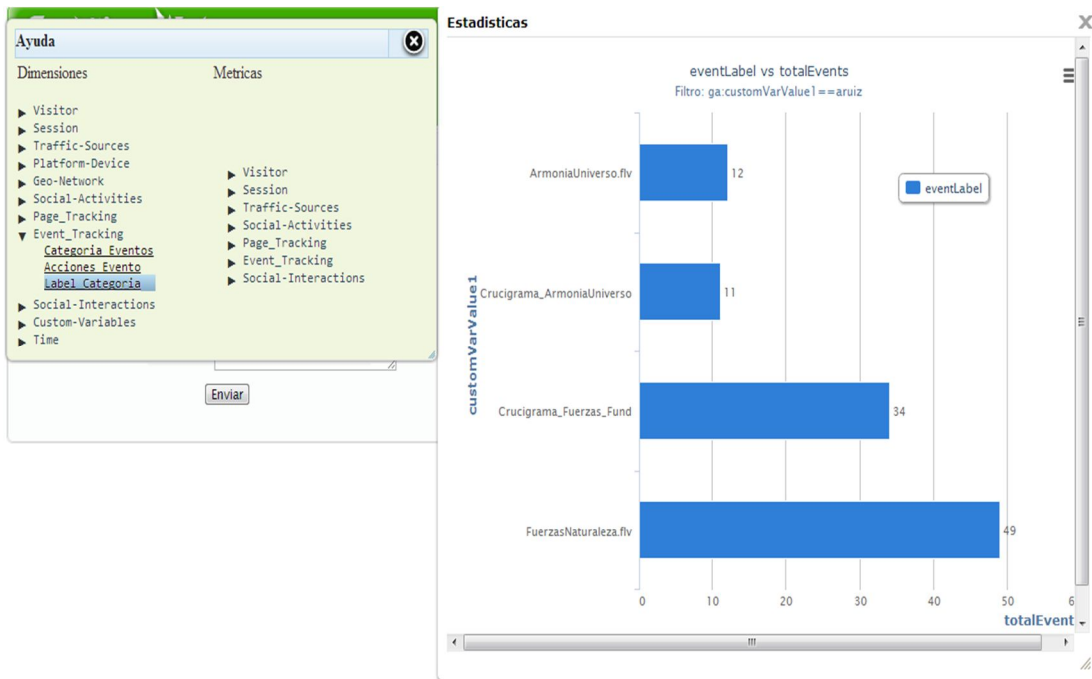 Ayuda
Dimensiones
Metricas
Visitor
Session
Traffic-Sources
Platform-Device
Geo-Network
Social-Activities
Page_Tracking
Event_Tracking
Categoria Eventos
Acciones Evento
Label Categoria
Social-Interactions
Custom-Variables
Time
Visitor
Session
Traffic-Sources
Social-Activities
Page_Tracking
Event_Tracking
Social-Interactions
Enviar
Estadisticas
X
eventLabel vs totalEvents
Filtro: ga:customVarValue1==aruiz
customVarValue1
ArmoniaUniverso.flv
12
Crucigrama_ArmoniaUniverso
11
Crucigrama_Fuerzas_Fund
34
FuerzasNaturaleza.flv
49
eventLabel
0 10 20 30 40 50 6
totalEvent